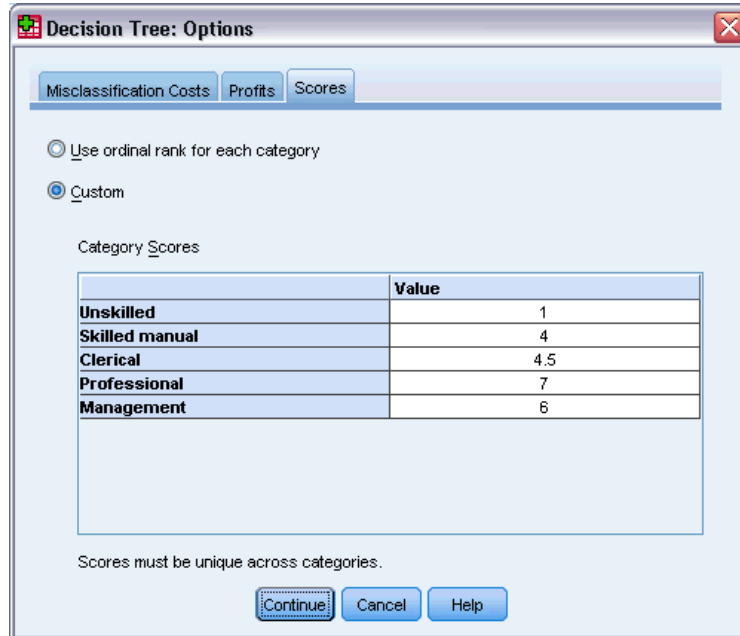 Decision Tree: Options
Misclassification Costs Profits Scores
Use ordinal rank for each category
Custom
Category Scores
Value
Unskilled 1
Skilled manual 4
Clerical 4.5
Professional 7
Management 6
Scores must be unique across categories.
Continue Cancel Help